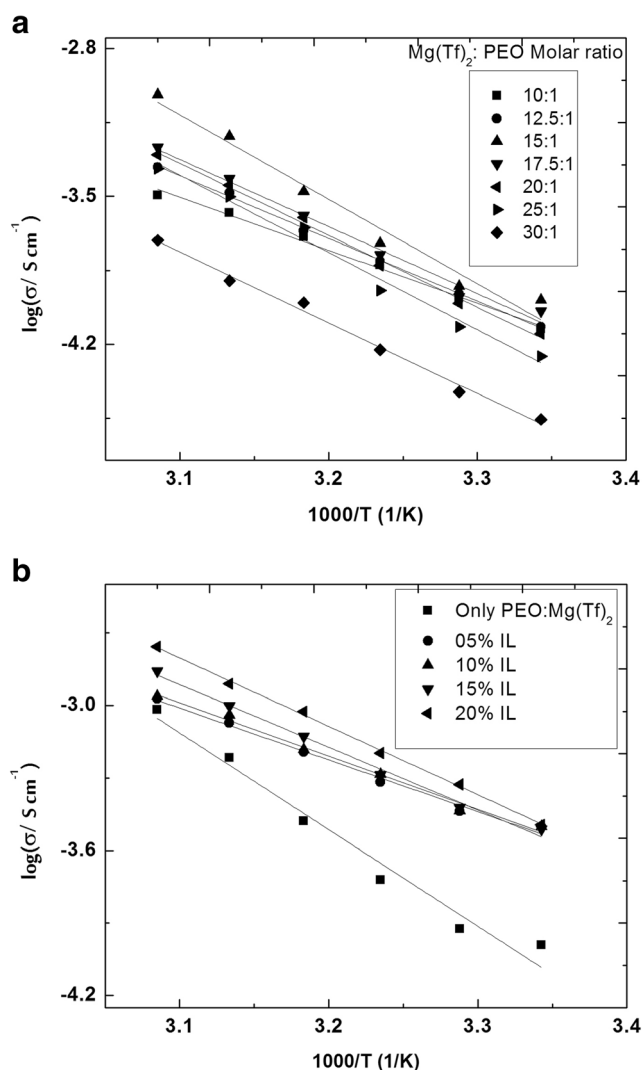 a
Mg(Tf)2: PEO Molar ratio
10:1
12.5:1
15:1
17.5:1
20:1
25:1
30:1
-2.8
-3.5
-4.2
log(σ/ S cm-1)
3.1 3.2 3.3 3.4
1000/T (1/K)
b
Only PEO:Mg(Tf)2
05% IL
10% IL
15% IL
20% IL
-3.0
-3.6
-4.2
log(σ/ S cm-1)
3.1 3.2 3.3 3.4
1000/T (1/K)